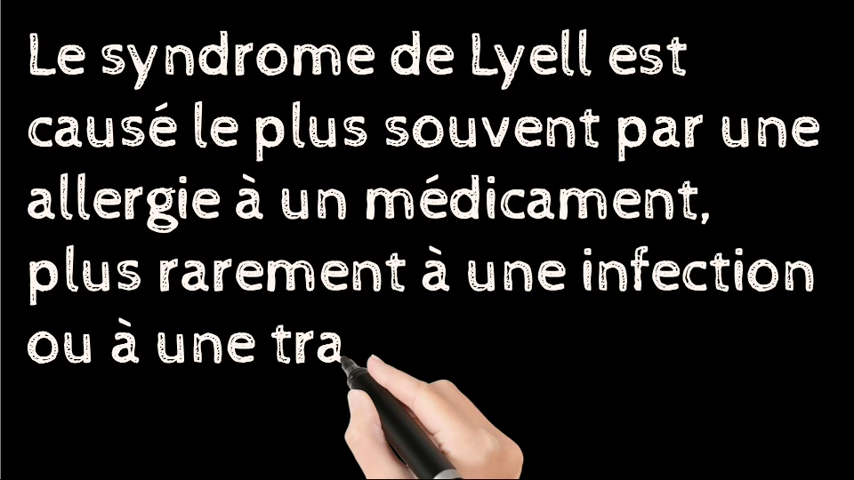 Le syndrome de Lyell est
causé le plus souvent par une
allergie à un médicament,
plus rarement à une infection
ou à une tra